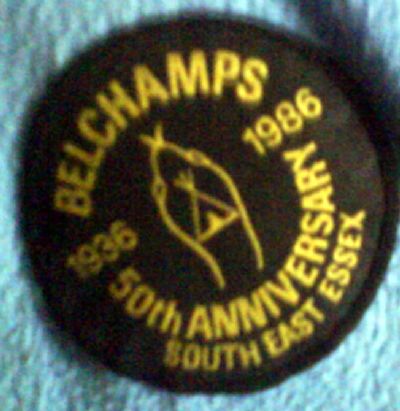 BELCHAMPS
1936
1986
50th ANNIVERSARY
SOUTH EAST ESSEX